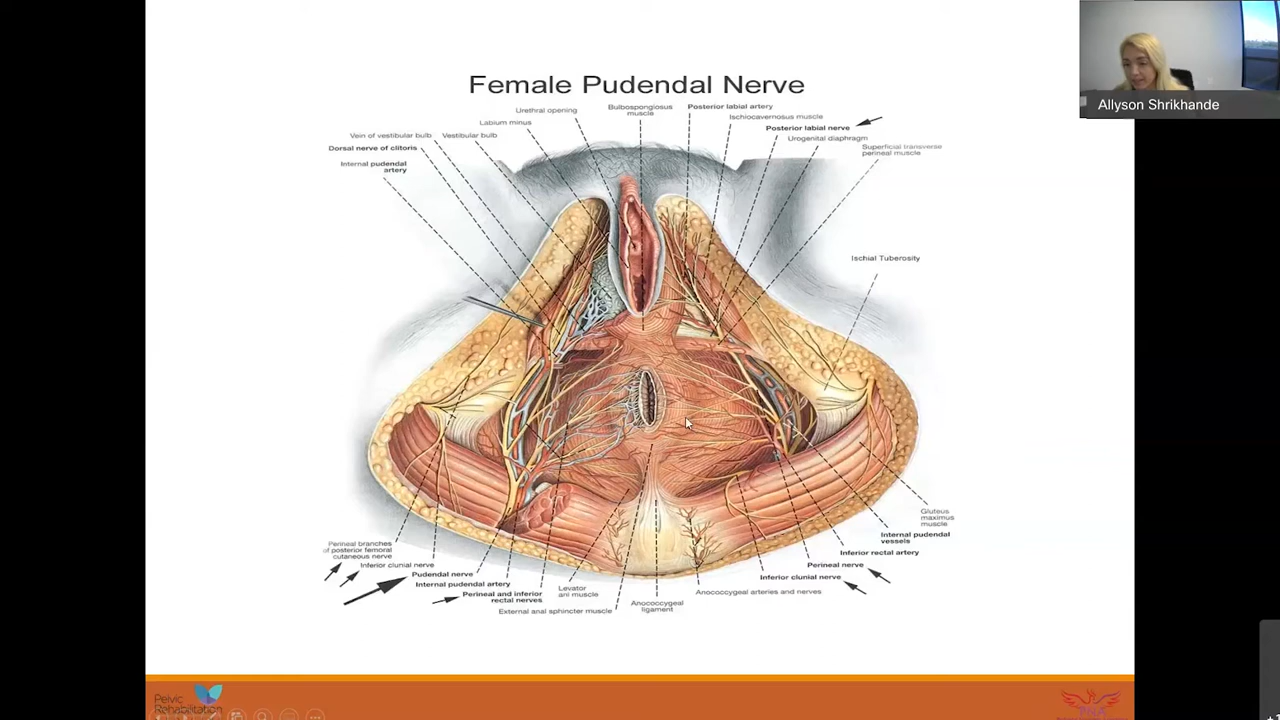 Allyson Shrikhande
Female Pudendal Nerve
Urethral opening
Bulbospongiosus
muscle
Posterior labial artery
Labium minus
Ischiocavernosus muscle
Vein of vestibular bulb
Vestibular bulb
Posterior labial nerve
Urogenital diaphragm
Dorsal nerve of clitoris
Superficial transverse
perineal muscle
Internal pudendal
artery
Ischial Tuberosity
Gluteus
maximus
muscle
Internal pudendal
vessels
Perineal branches
of posterior femoral
cutaneous nerve
Inferior rectal artery
Inferior clunial nerve
Perineal nerve
Pudendal nerve
Inferior clunial nerve
Internal pudendal artery
Levator
ani muscle
Anococcygeal arteries and nerves
Perineal and inferior
rectal nerves
Anococcygeal
ligament
External anal sphincter muscle
Pelvic
Rehabilitation